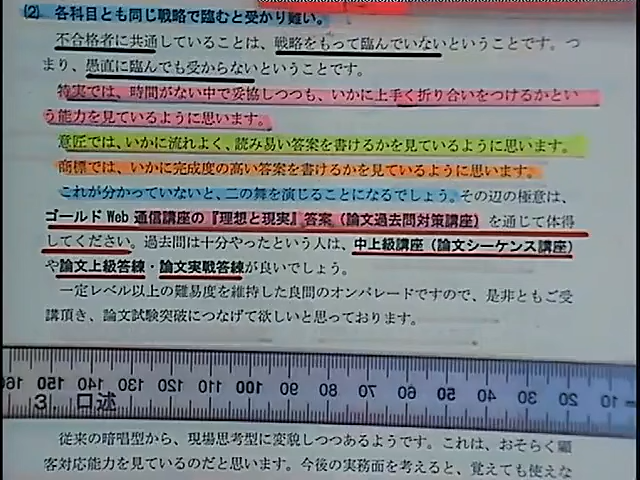 (2) 各科目とも同じ戦略で臨むと受かり難い。
不合格者に共通していることは、戦略をもって臨んでいないということです。つ
まり、愚直に臨んでも受からないということです。
特実では、時間がない中で妥協しつつも、いかに上手く折り合いをつけるかとい
う能力を見ているように思います。
意匠では、いかに流れよく、読み易い答案を書けるかを見ているように思います。
商標では、いかに完成度の高い答案を書けるかを見ているように思います。
これが分かっていないと、二の舞を演じることになるでしょう。その辺の極意は、
ゴールドWeb通信講座の『理想と現実』答案（論文過去問対策講座）を通じて体得
してください。過去問は十分やったという人は、中上級講座（論文シーケンス講座）
や論文上級答練・論文実戦答練が良いでしょう。
一定レベル以上の難易度を維持した良問のオンパレードですので、是非ともご受
講頂き、論文試験突破につなげて欲しいと思っております。
160 150 140 130 120 110 100 90 80 70 60 50 40 30 20 10
3. 口述
従来の暗唱型から、現場思考型に変貌しつつあるようです。これは、おそらく顧
客対応能力を見ているのだと思います。今後の実務面を考えると、覚えても使えな